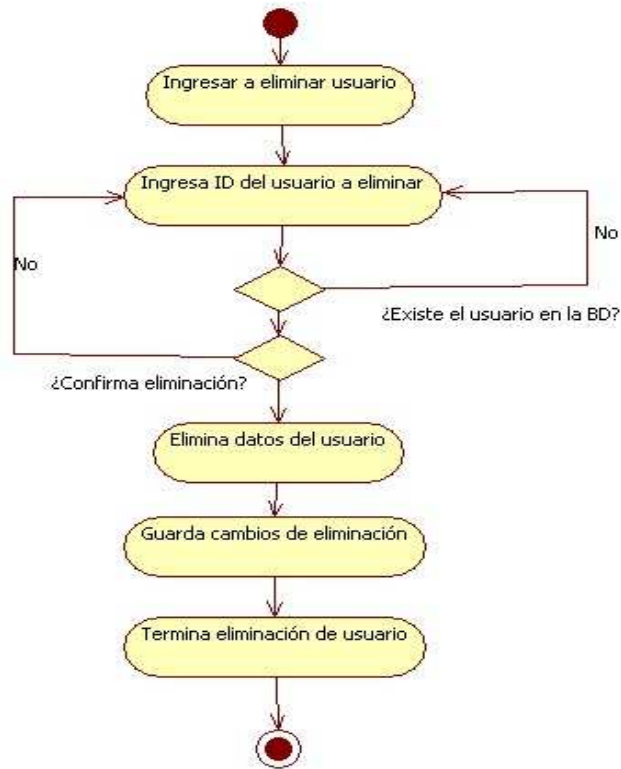 Ingresar a eliminar usuario
Ingresa ID del usuario a eliminar
No
No
¿Existe el usuario en la BD?
¿Confirma eliminación?
Elimina datos del usuario
Guarda cambios de eliminación
Termina eliminación de usuario